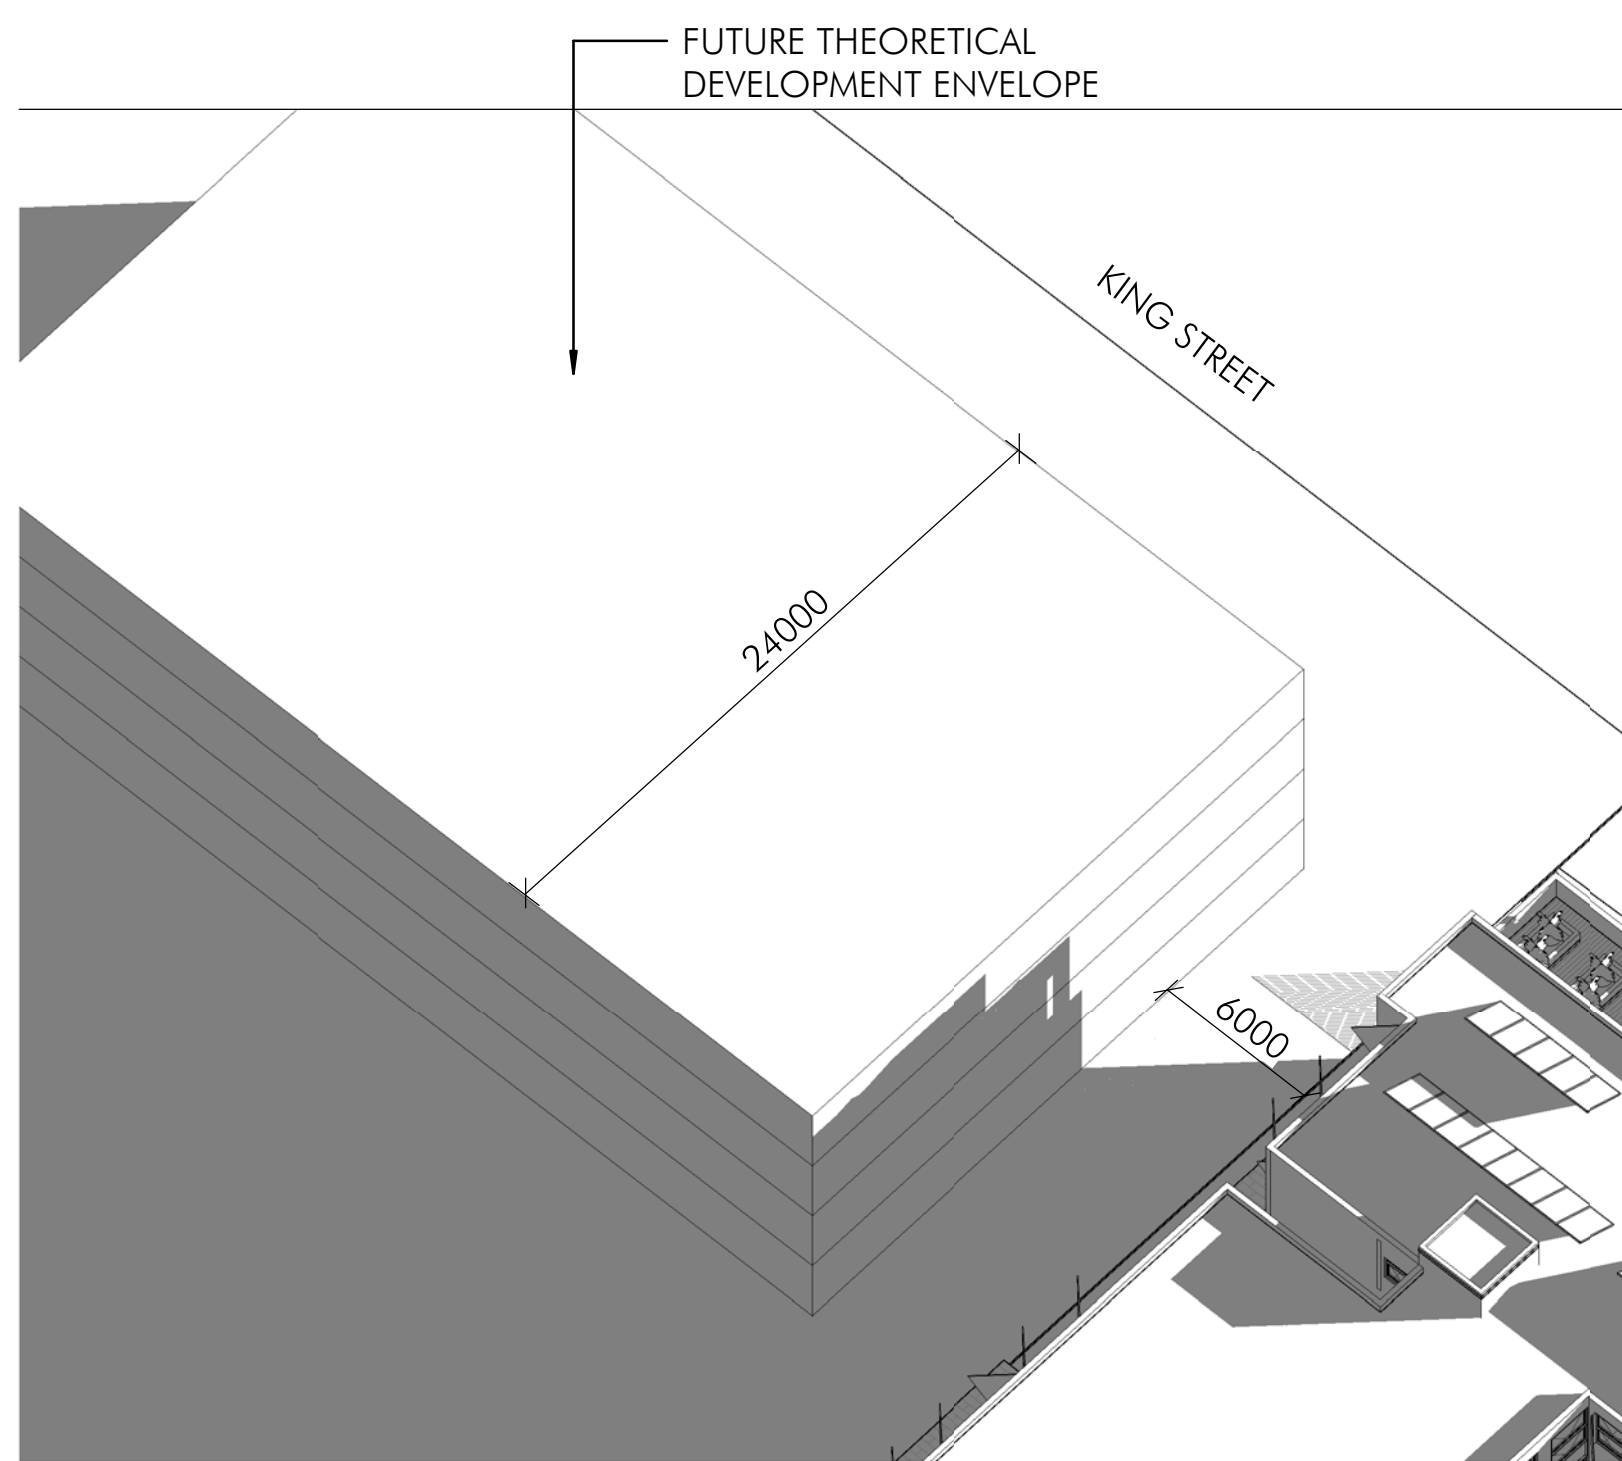 FUTURE THEORETICAL
DEVELOPMENT ENVELOPE
KING STREET
24000
6000